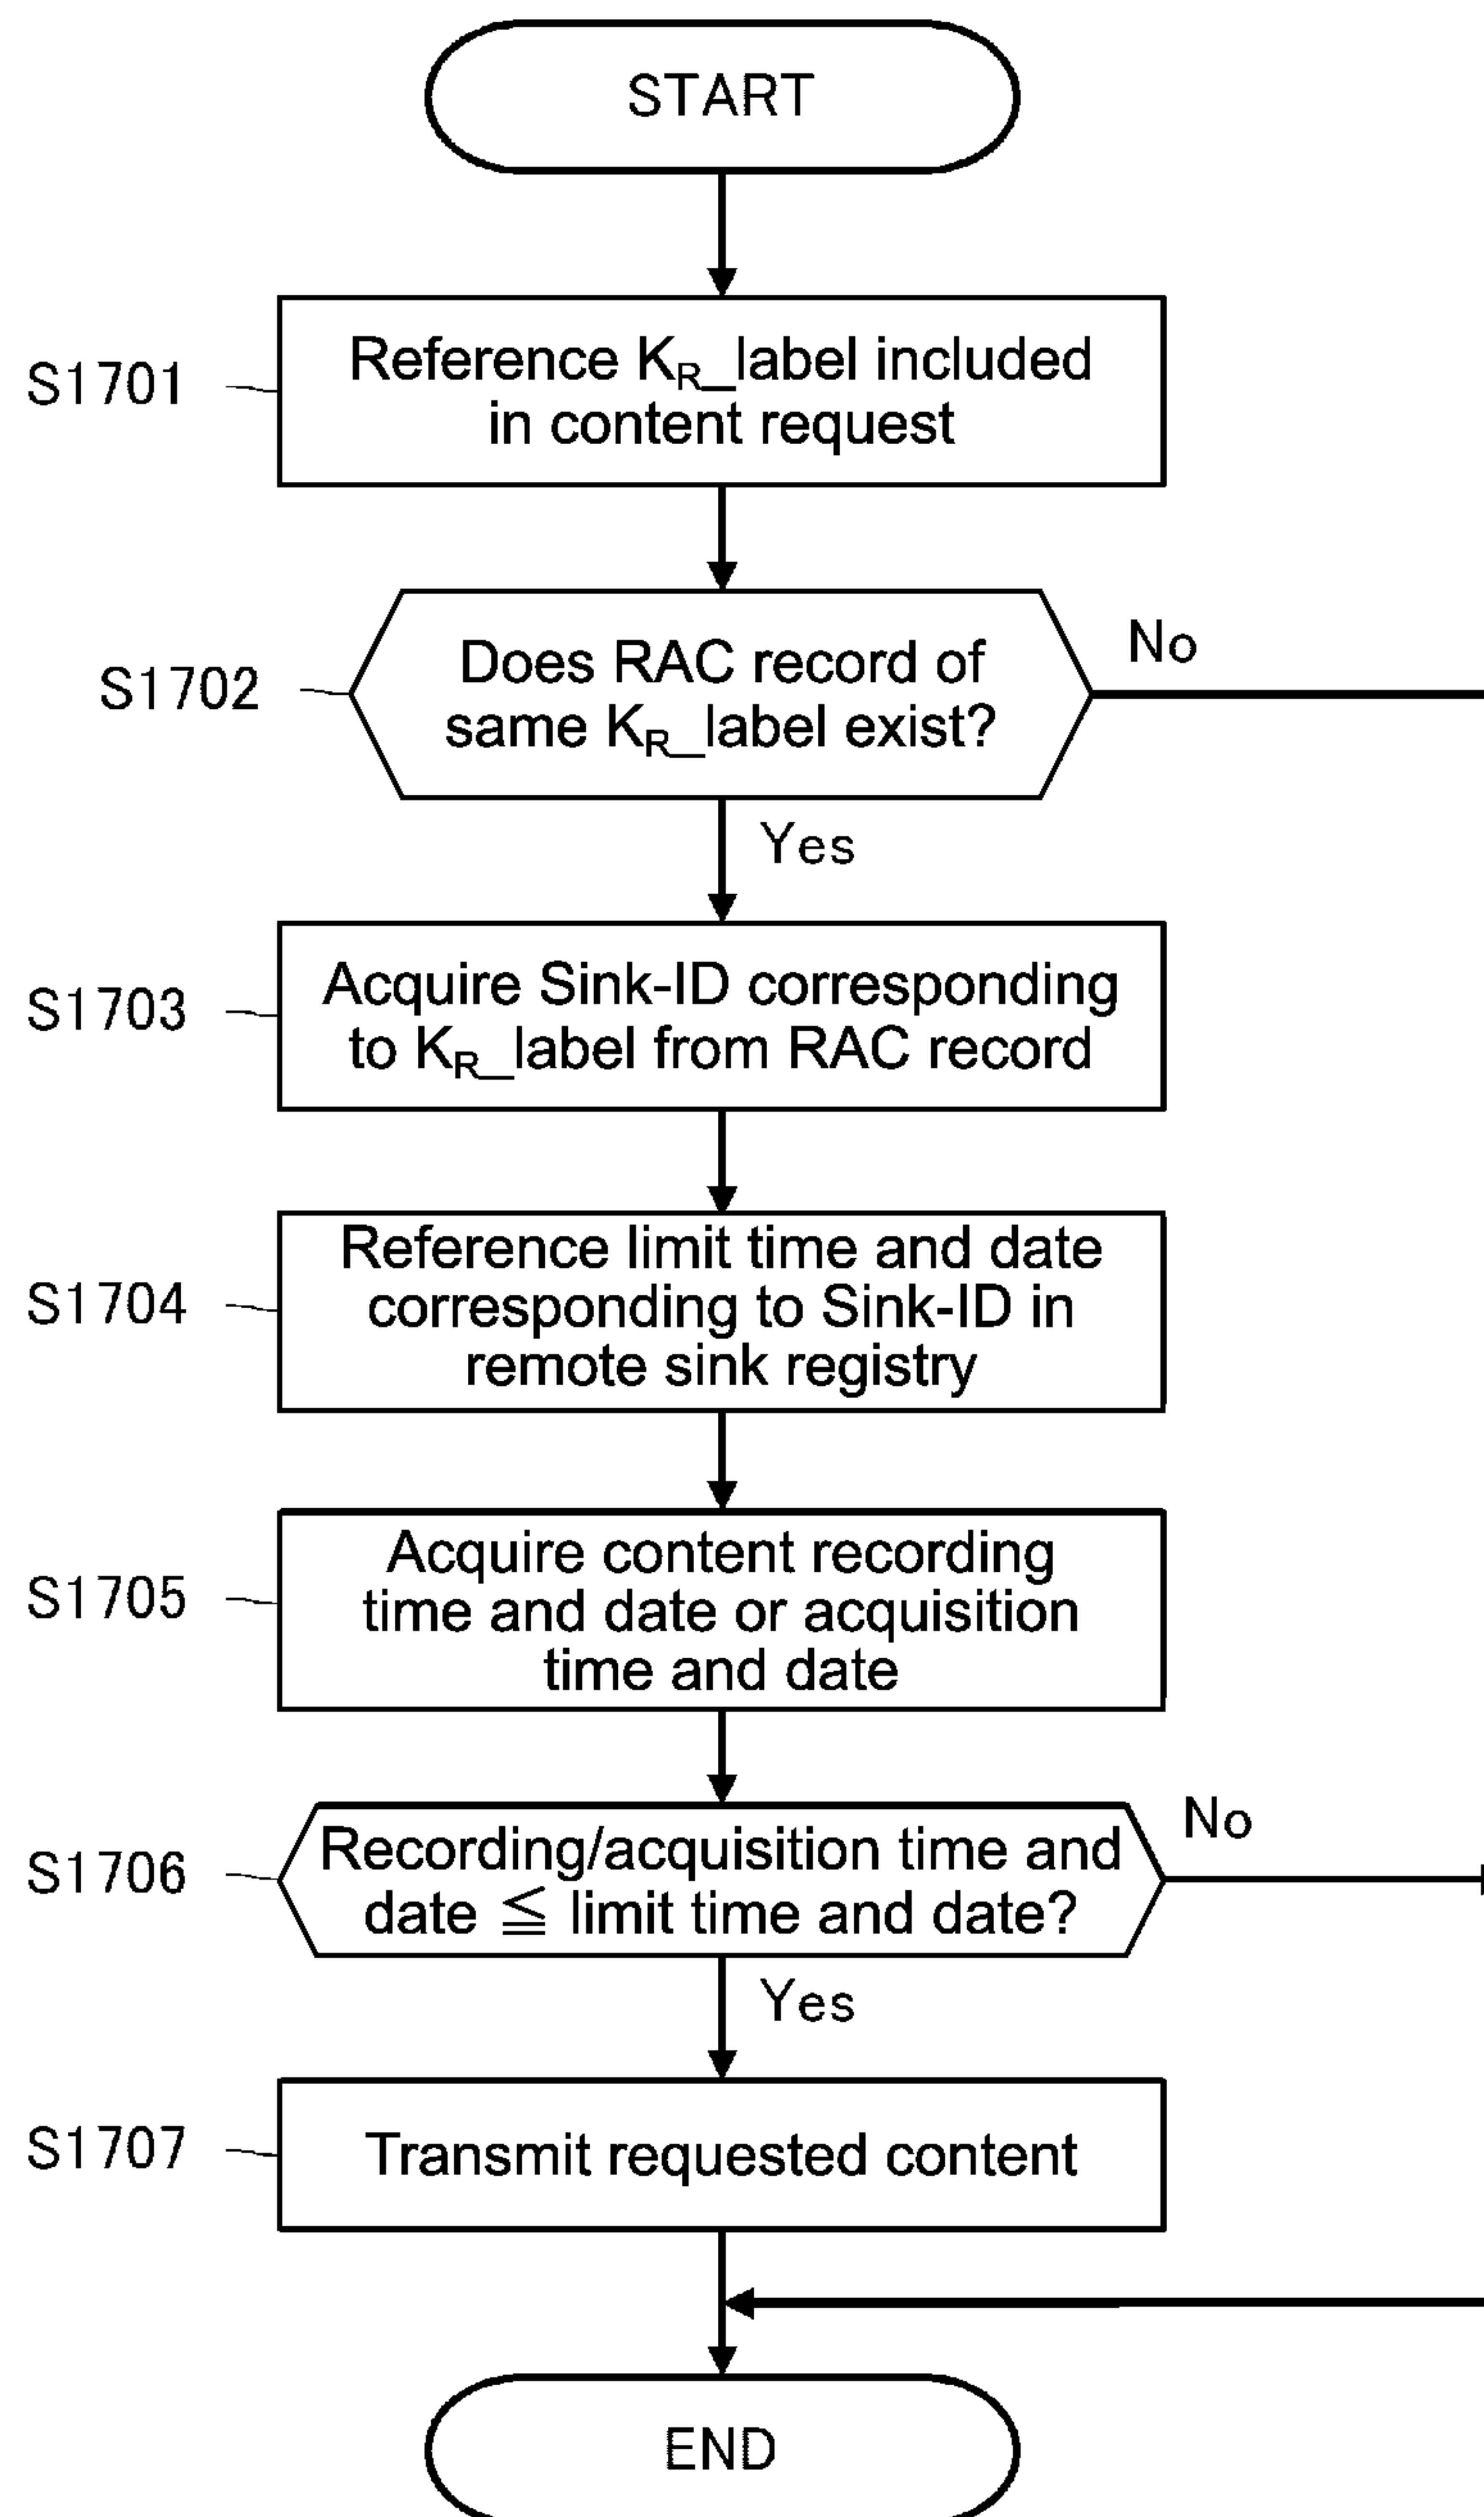 START
S1701
Reference KR_label included
in content request
S1702
Does RAC record of
same KR_label exist?
No
Yes
S1703
Acquire Sink-ID corresponding
to KR_label from RAC record
S1704
Reference limit time and date
corresponding to Sink-ID in
remote sink registry
S1705
Acquire content recording
time and date or acquisition
time and date
S1706
Recording/acquisition time and
date ≦ limit time and date?
No
Yes
S1707
Transmit requested content
END